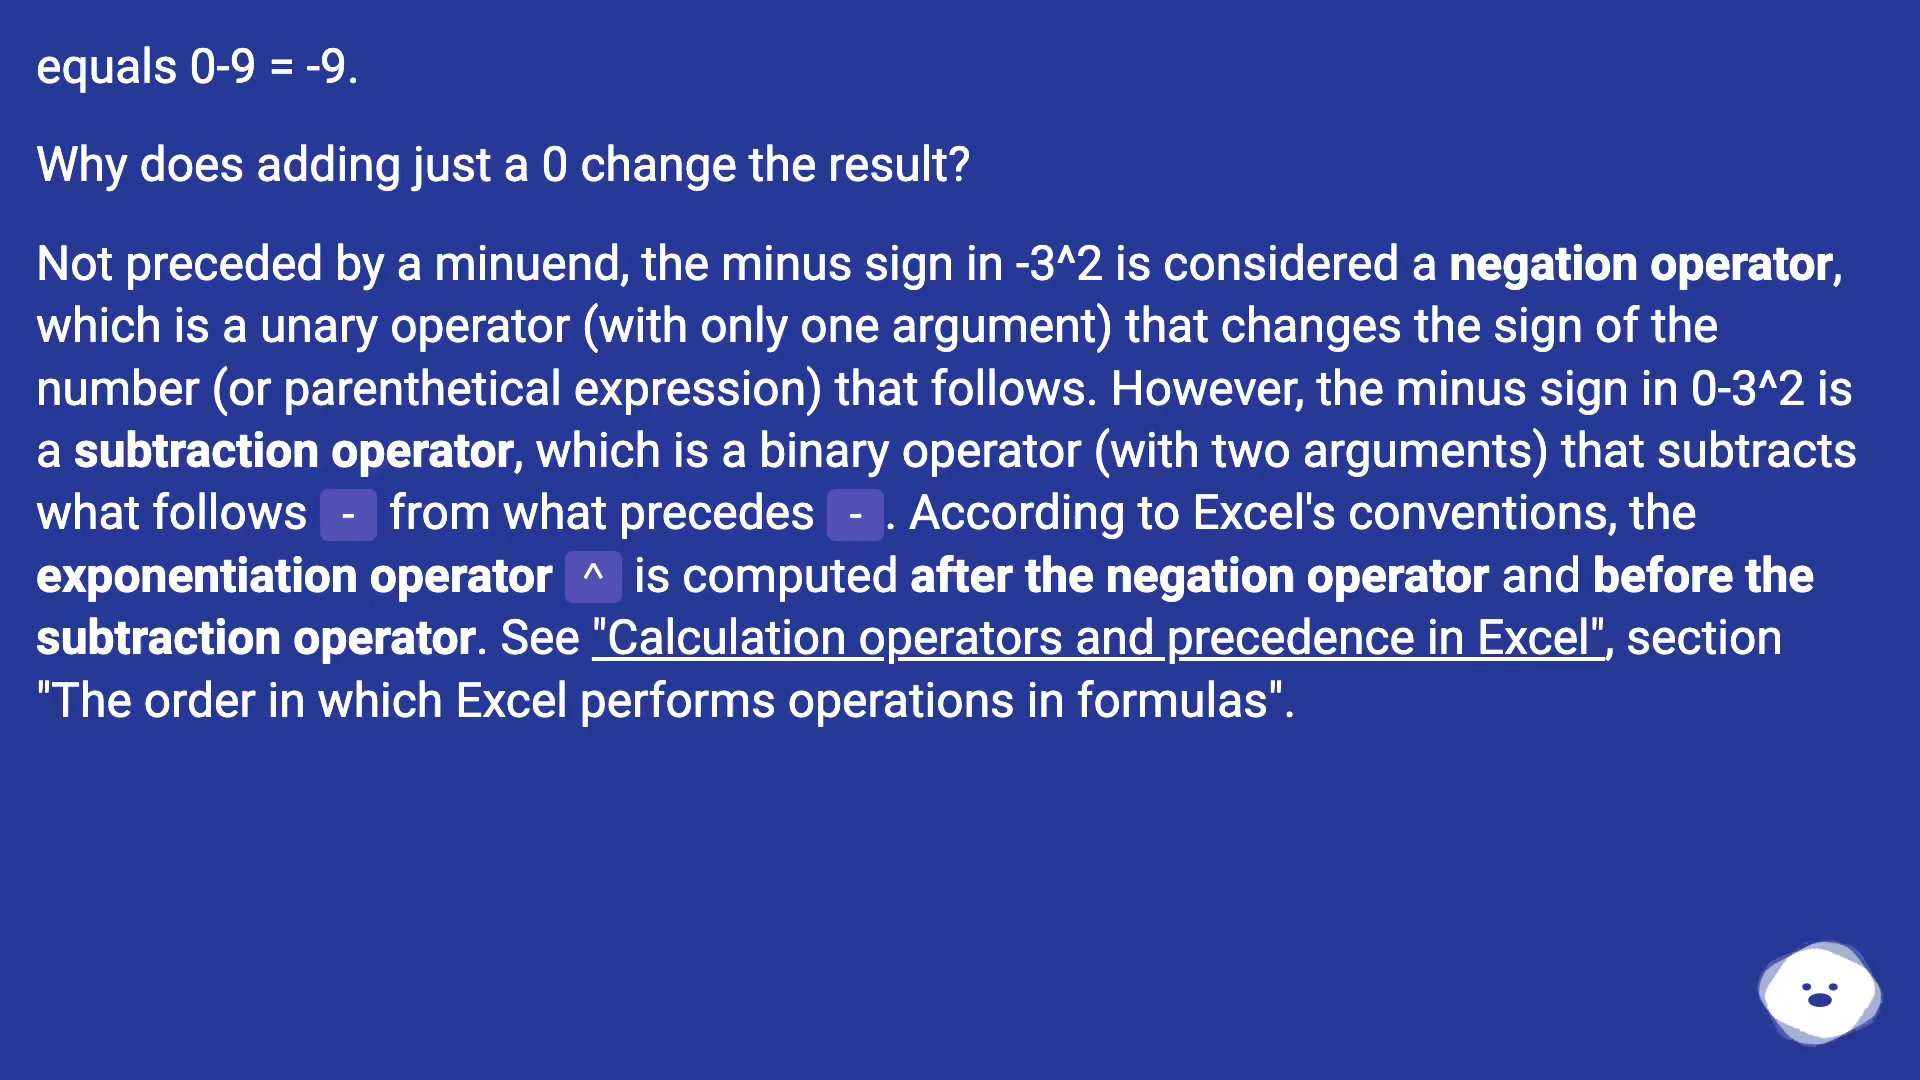 equals 0-9 = -9.
Why does adding just a 0 change the result?
Not preceded by a minuend, the minus sign in -3^2 is considered a negation operator,
which is a unary operator (with only one argument) that changes the sign of the
number (or parenthetical expression) that follows. However, the minus sign in 0-3^2 is
a subtraction operator, which is a binary operator (with two arguments) that subtracts
what follows - from what precedes -. According to Excel's conventions, the
exponentiation operator ^ is computed after the negation operator and before the
subtraction operator. See "Calculation operators and precedence in Excel", section
"The order in which Excel performs operations in formulas".